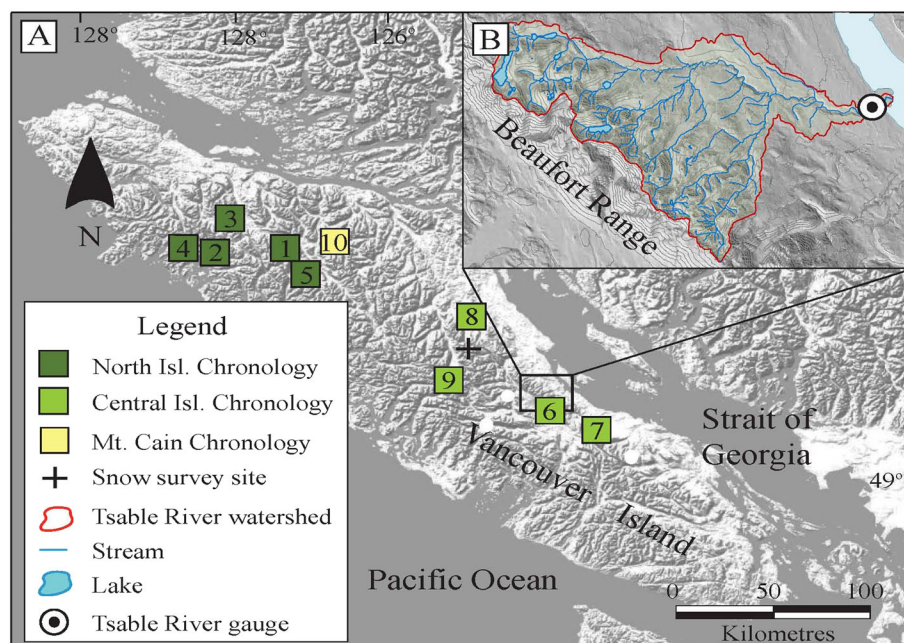 A
128°
128°
126°
B
Beaufort Range
N
3
4
2
1
10
5
8
9
6
7
Legend
North Isl. Chronology
Central Isl. Chronology
Mt. Cain Chronology
Snow survey site
Tsable River watershed
Stream
Lake
Tsable River gauge
Vancouver
Island
Strait of
Georgia
49°
Pacific Ocean
0 50 100
Kilometres